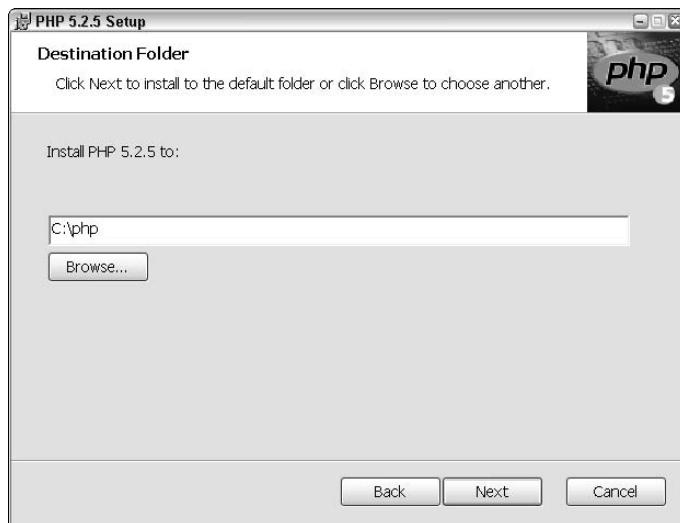 PHP 5.2.5 Setup
Destination Folder
Click Next to install to the default folder or click Browse to choose another.
php
5
Install PHP 5.2.5 to:
C:\php
Browse...
Back Next Cancel